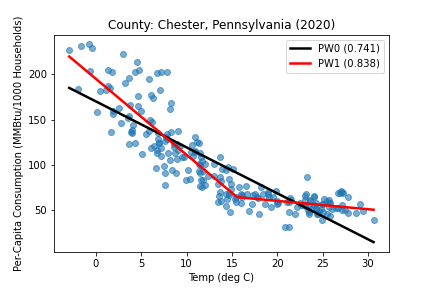 County: Chester, Pennsylvania (2020)
PW0 (0.741)
PW1 (0.838)
Per-Capita Consumption (MMBtu/1000 Households)
200
150
100
50
0 5 10 15 20 25 30
Temp (deg C)